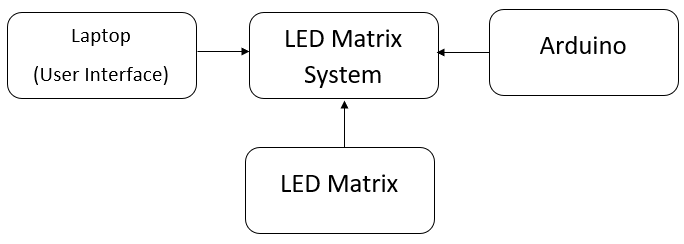 Laptop
(User Interface)
LED Matrix
System
Arduino
LED Matrix